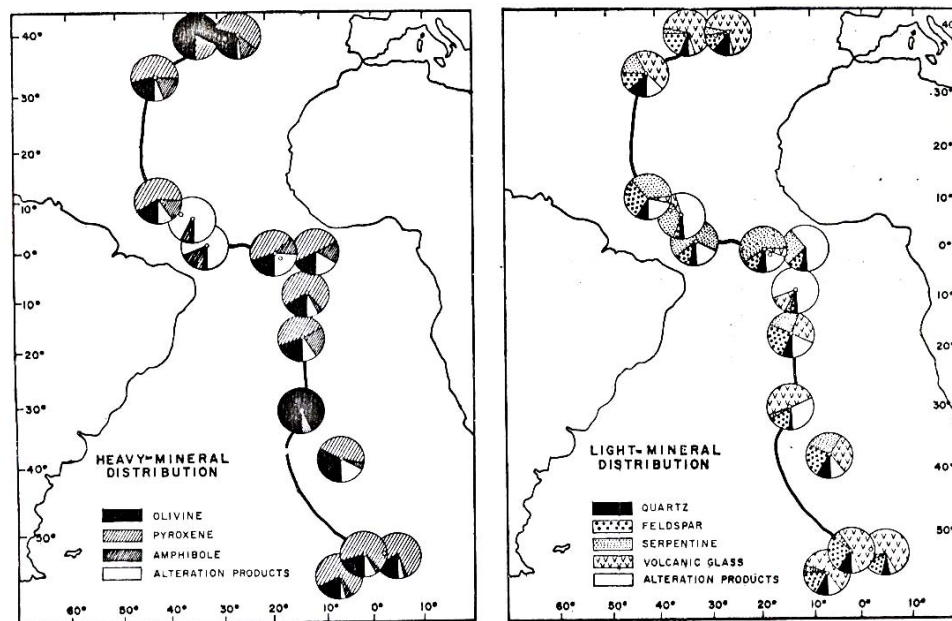 40°
30°
20°
10°
0°
10°
20°
30°
40°
50°
HEAVY-MINERAL
DISTRIBUTION
OLIVINE
PYROXENE
AMPHIBOLE
ALTERATION PRODUCTS
60°
40°
30°
20°
10°
0°
10°
40°
30°
20°
10°
0°
10°
20°
30°
40°
50°
LIGHT-MINERAL
DISTRIBUTION
QUARTZ
FELDSPAR
SERPENTINE
VOLCANIC GLASS
ALTERATION PRODUCTS
60°
40°
30°
20°
10°
0°
10°